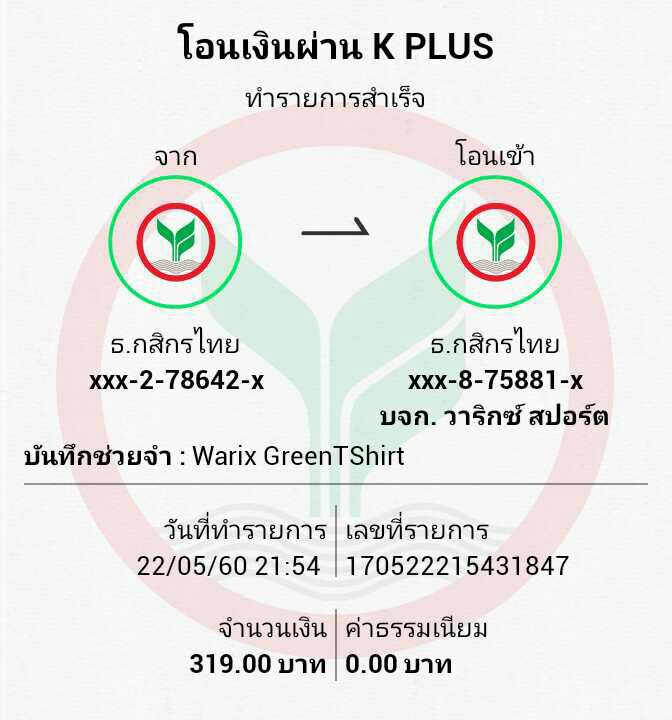 โอนเงินผ่าน K PLUS
ทำรายการสำเร็จ
จาก
โอนเข้า
ธ.กสิกรไทย
xxx-2-78642-x
ธ.กสิกรไทย
xxx-8-75881-x
บจก. วาริกซ์ สปอร์ต
บันทึกช่วยจำ : Warix GreenTShirt
วันที่ทำรายการ
22/05/60 21:54
เลขที่รายการ
170522215431847
จำนวนเงิน
319.00 บาท
ค่าธรรมเนียม
0.00 บาท